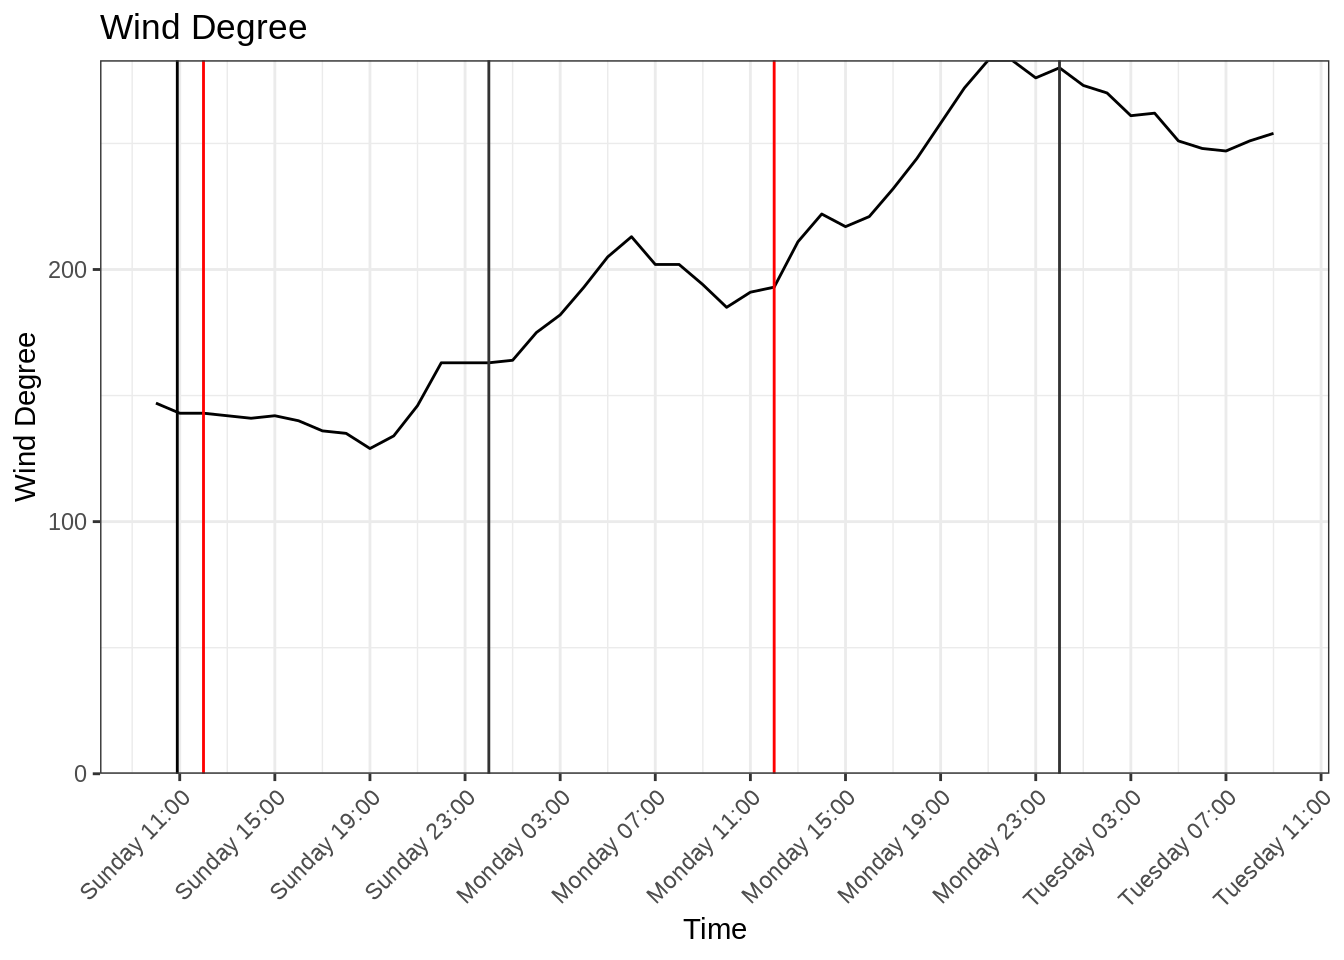 Wind Degree
Wind Degree
200
100
0
Sunday 11:00
Sunday 15:00
Sunday 19:00
Sunday 23:00
Monday 03:00
Monday 07:00
Monday 11:00
Monday 15:00
Monday 19:00
Monday 23:00
Tuesday 03:00
Tuesday 07:00
Tuesday 11:00
Time